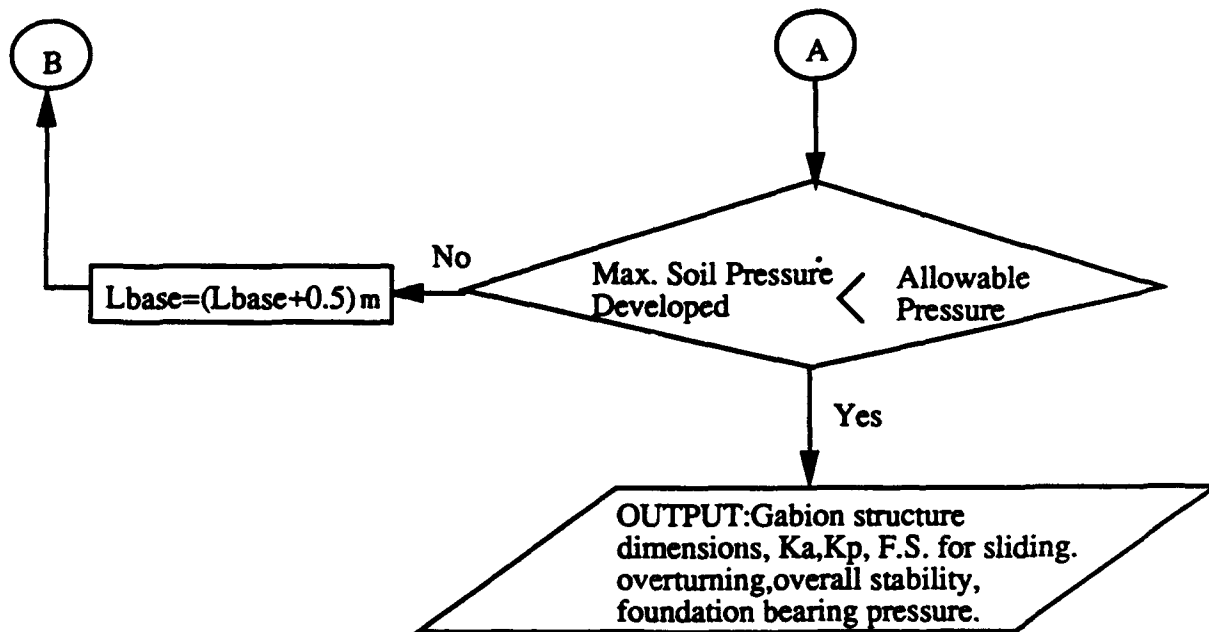 B
A
No
Max. Soil Pressure
Developed
<
Allowable
Pressure
Lbase=(Lbase+0.5) m
Yes
OUTPUT:Gabion structure
dimensions, Ka,Kp, F.S. for sliding.
overturning,overall stability,
foundation bearing pressure.